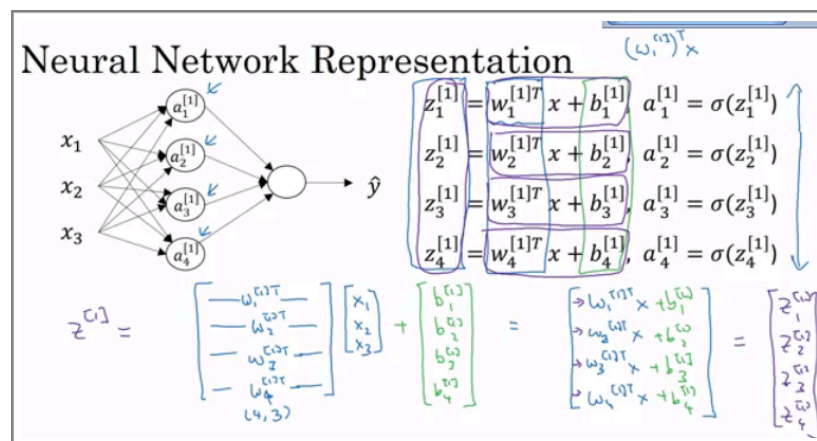 (w₁^[1])^T x
Neural Network Representation
x₁
x₂
x₃
a₁^[1]
a₂^[1]
a₃^[1]
a₄^[1]
ŷ
z₁^[1] = w₁^[1]T x + b₁^[1], a₁^[1] = σ(z₁^[1])
z₂^[1] = w₂^[1]T x + b₂^[1], a₂^[1] = σ(z₂^[1])
z₃^[1] = w₃^[1]T x + b₃^[1], a₃^[1] = σ(z₃^[1])
z₄^[1] = w₄^[1]T x + b₄^[1], a₄^[1] = σ(z₄^[1])
w₁^[1]T x₁ b₁^[1] → w₁^[1]T x + b₁^[1] z₁^[1]
z^[1] = w₂^[1]T x₂ + b₂^[1] = → w₂^[1]T x + b₂^[1] = z₂^[1]
w₃^[1]T x₃ b₃^[1] → w₃^[1]T x + b₃^[1] z₃^[1]
w₄^[1]T b₄^[1] → w₄^[1]T x + b₄^[1] z₄^[1]
(4,3)